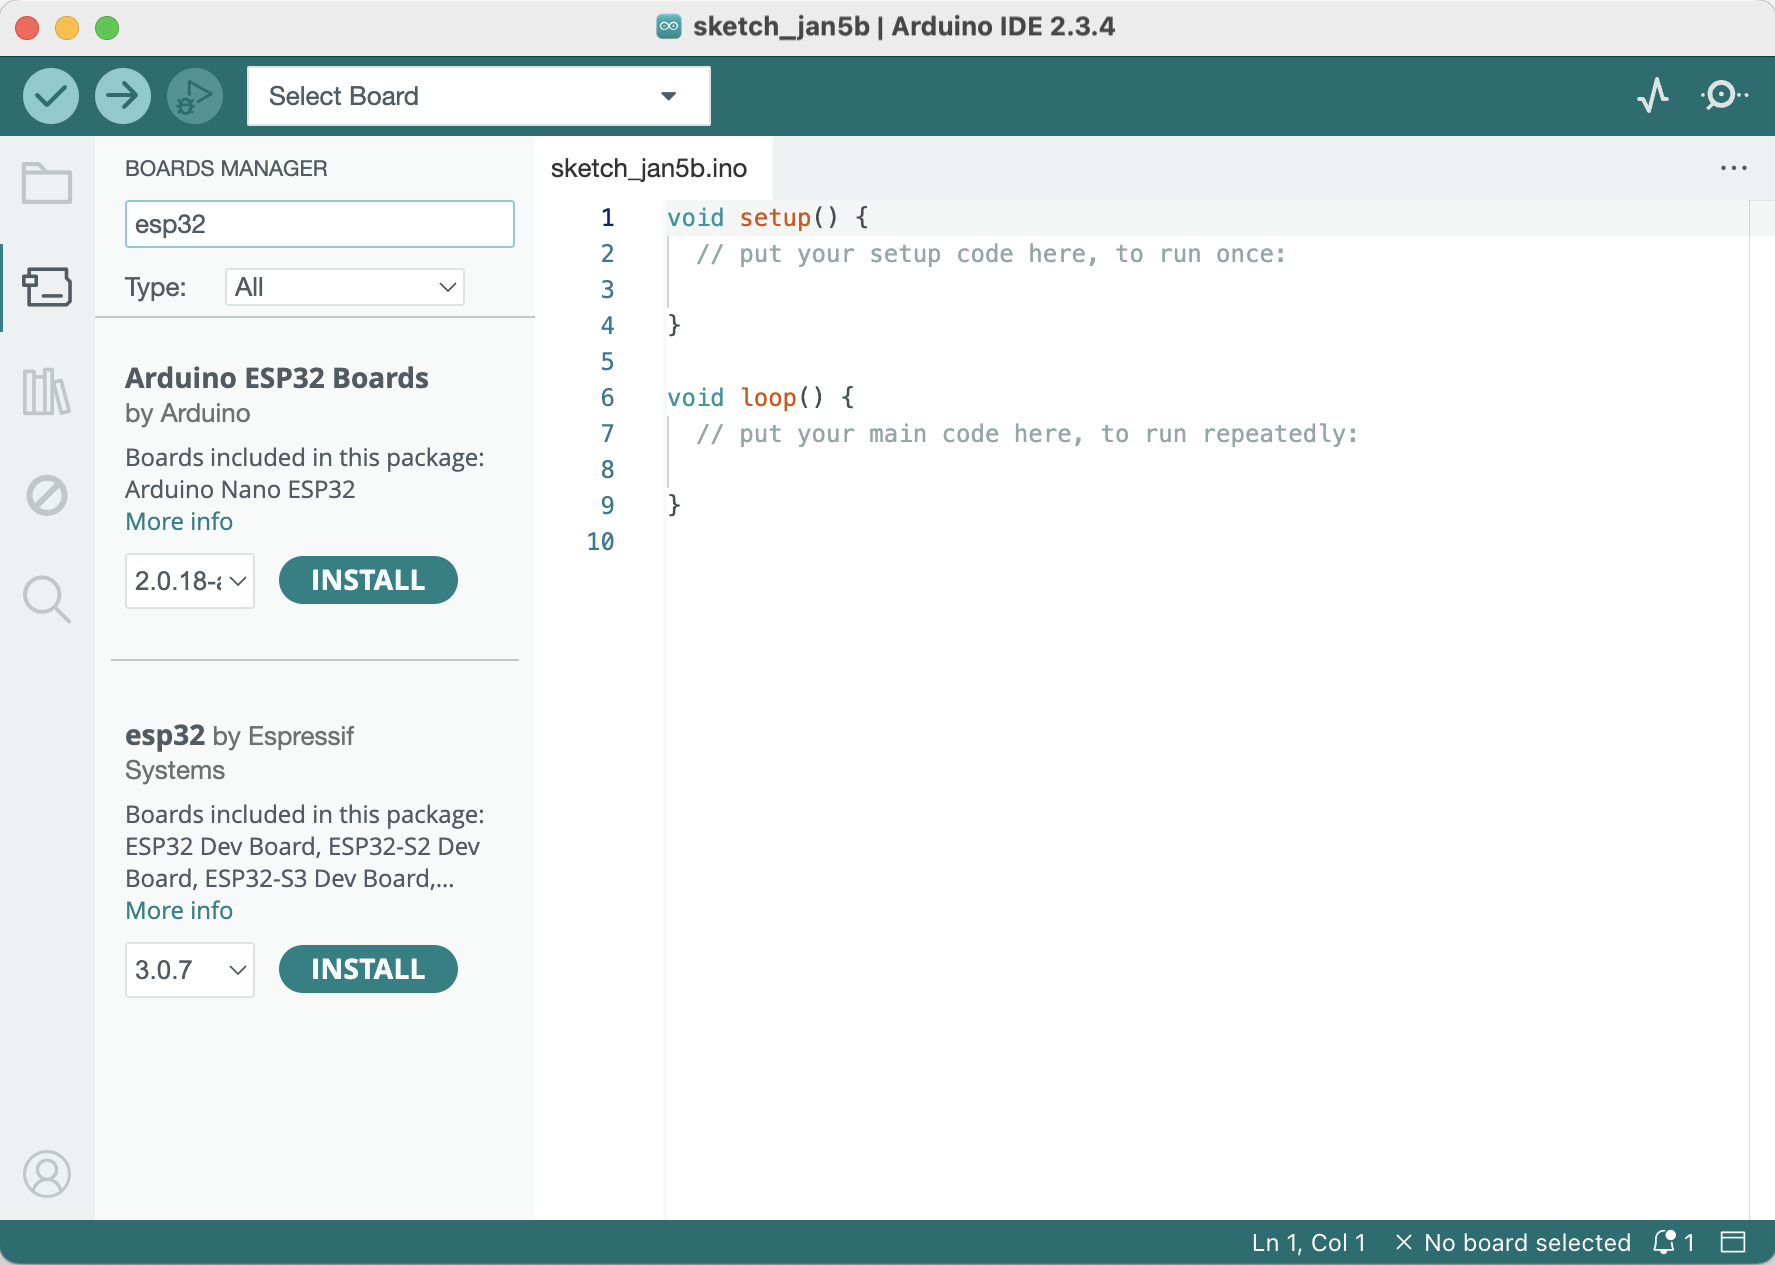 sketch_jan5b | Arduino IDE 2.3.4
Select Board
BOARDS MANAGER
esp32
Type: All
Arduino ESP32 Boards
by Arduino
Boards included in this package:
Arduino Nano ESP32
More info
2.0.18-a INSTALL
esp32 by Espressif
Systems
Boards included in this package:
ESP32 Dev Board, ESP32-S2 Dev
Board, ESP32-S3 Dev Board,...
More info
3.0.7 INSTALL
sketch_jan5b.ino
1 void setup() {
2 // put your setup code here, to run once:
3
4 }
5
6 void loop() {
7 // put your main code here, to run repeatedly:
8
9 }
10
Ln 1, Col 1 × No board selected 1